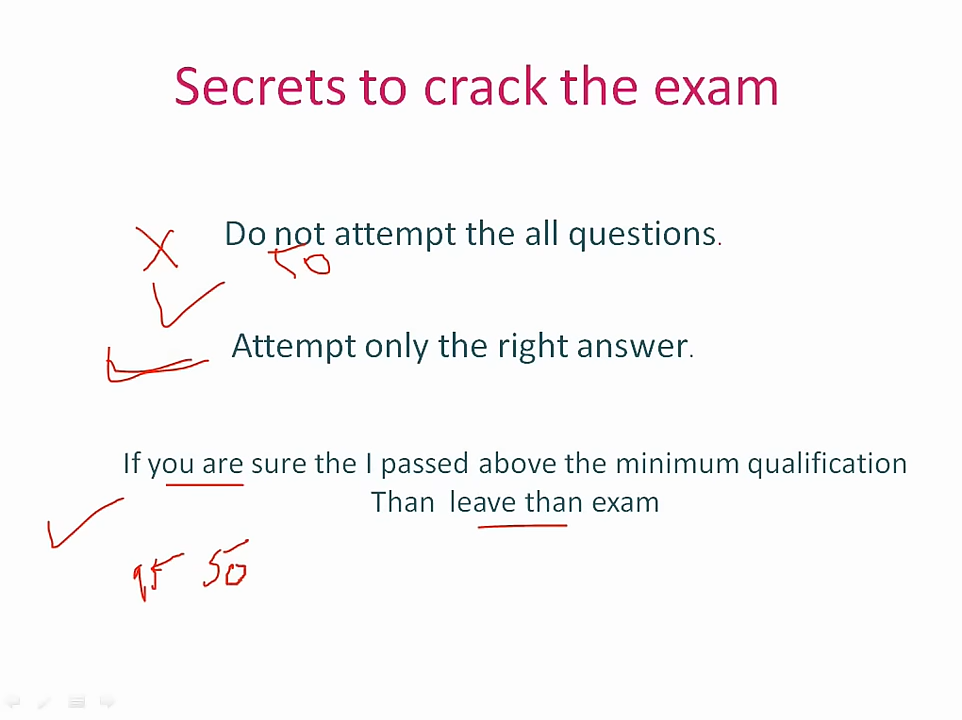 Secrets to crack the exam
Do not attempt the all questions.
50
Attempt only the right answer.
If you are sure the I passed above the minimum qualification
Than leave than exam
50